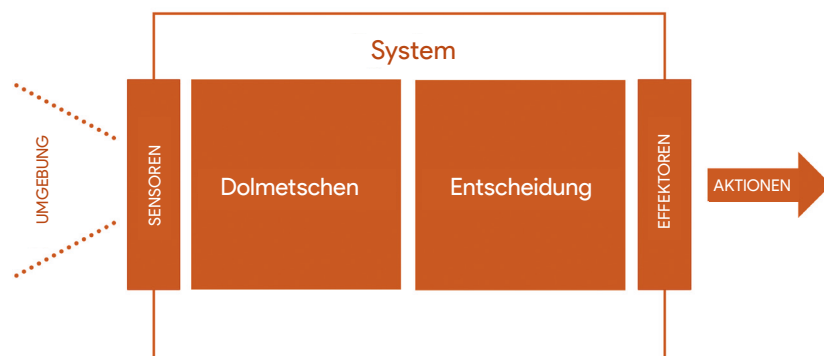 System
UMGEBUNG
SENSOREN
Dolmetschen
Entscheidung
EFFEKTOREN
AKTIONEN